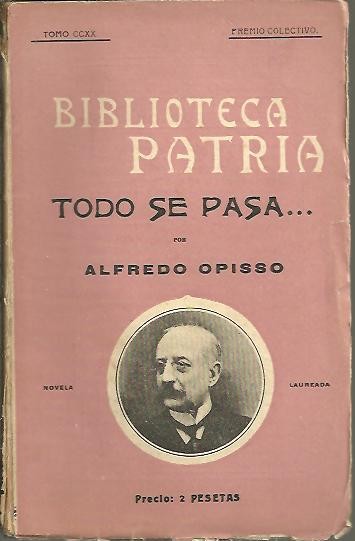 TOMO CCXX PREMIO COLECTIVO.
BIBLIOTECA
PATRIA
TODO SE PASA...
POR
ALFREDO OPISSO
NOVELA LAUREADA
Precio: 2 PESETAS